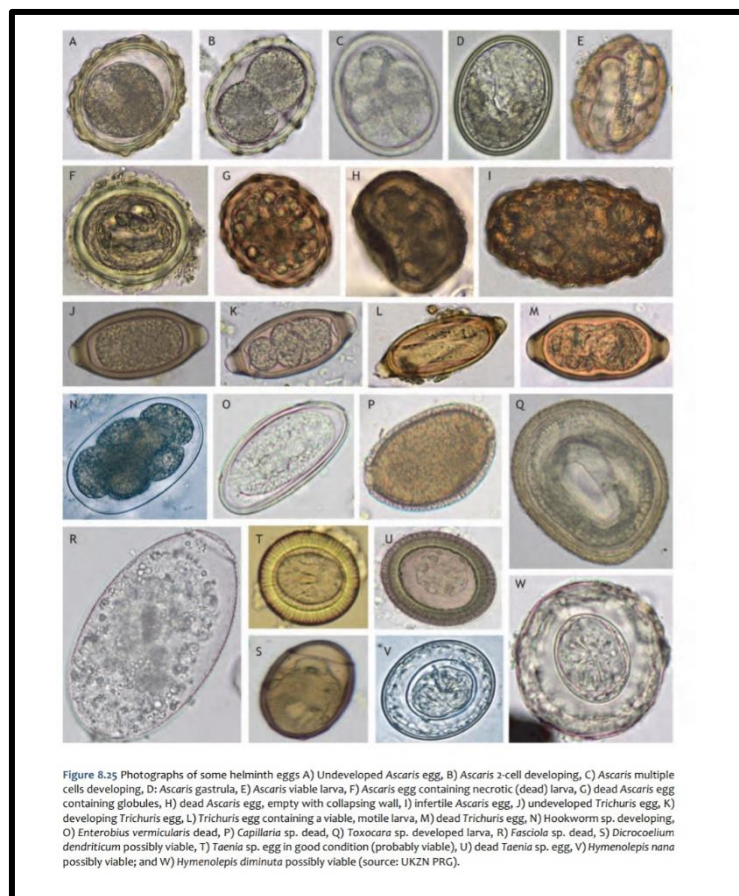 A
B
C
D
E
F
G
H
I
J
K
L
M
N
O
P
Q
R
T
U
W
S
V
Figure 8.25 Photographs of some helminth eggs A) Undeveloped Ascaris egg, B) Ascaris 2-cell developing, C) Ascaris multiple
cells developing, D: Ascaris gastrula, E) Ascaris viable larva, F) Ascaris egg containing necrotic (dead) larva, G) dead Ascaris egg
containing globules, H) dead Ascaris egg, empty with collapsing wall, I) infertile Ascaris egg, J) undeveloped Trichuris egg, K)
developing Trichuris egg, L) Trichuris egg containing a viable, motile larva, M) dead Trichuris egg, N) Hookworm sp. developing,
O) Enterobius vermicularis dead, P) Capillaria sp. dead, Q) Toxocara sp. developed larva, R) Fasciola sp. dead, S) Dicrocoelium
dendriticum possibly viable, T) Taenia sp. egg in good condition (probably viable), U) dead Taenia sp. egg, V) Hymenolepis nana
possibly viable; and W) Hymenolepis diminuta possibly viable (source: UKZN PRG).